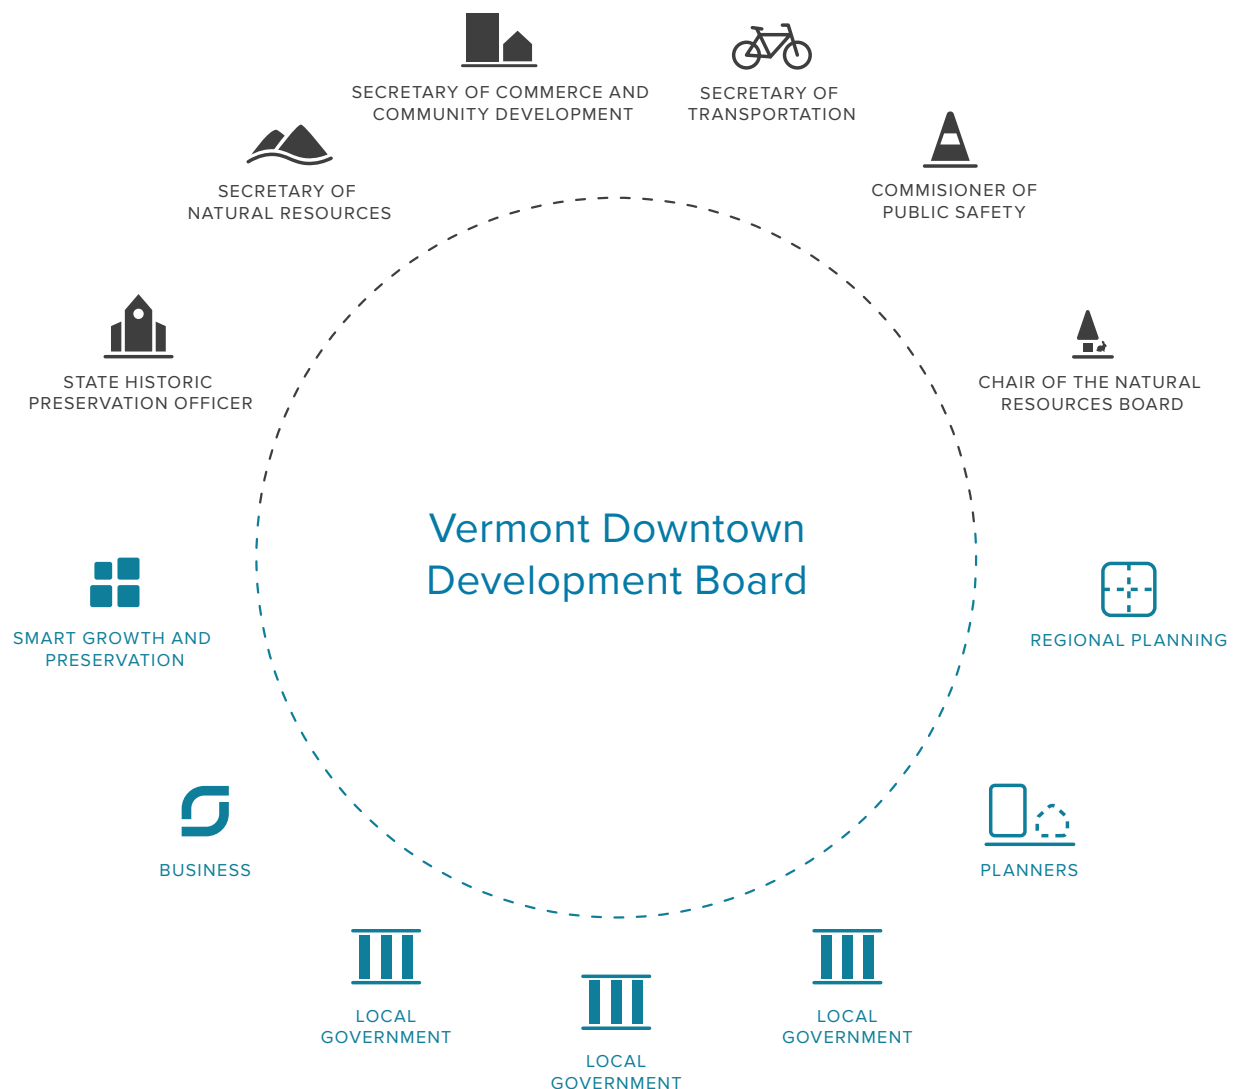 SECRETARY OF COMMERCE AND
COMMUNITY DEVELOPMENT
SECRETARY OF
TRANSPORTATION
SECRETARY OF
NATURAL RESOURCES
COMMISIONER OF
PUBLIC SAFETY
STATE HISTORIC
PRESERVATION OFFICER
CHAIR OF THE NATURAL
RESOURCES BOARD
Vermont Downtown
Development Board
SMART GROWTH AND
PRESERVATION
REGIONAL PLANNING
BUSINESS
PLANNERS
LOCAL
GOVERNMENT
LOCAL
GOVERNMENT
LOCAL
GOVERNMENT